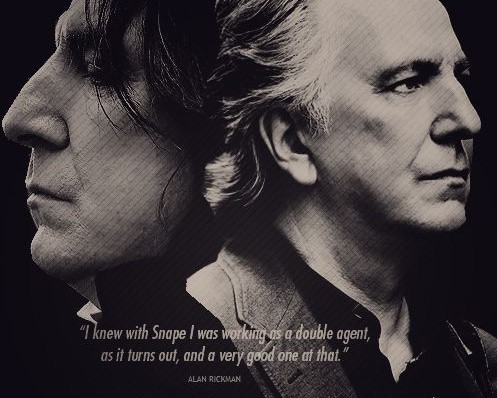 “I knew with Snape I was working as a double agent,
as it turns out, and a very good one at that.”
ALAN RICKMAN